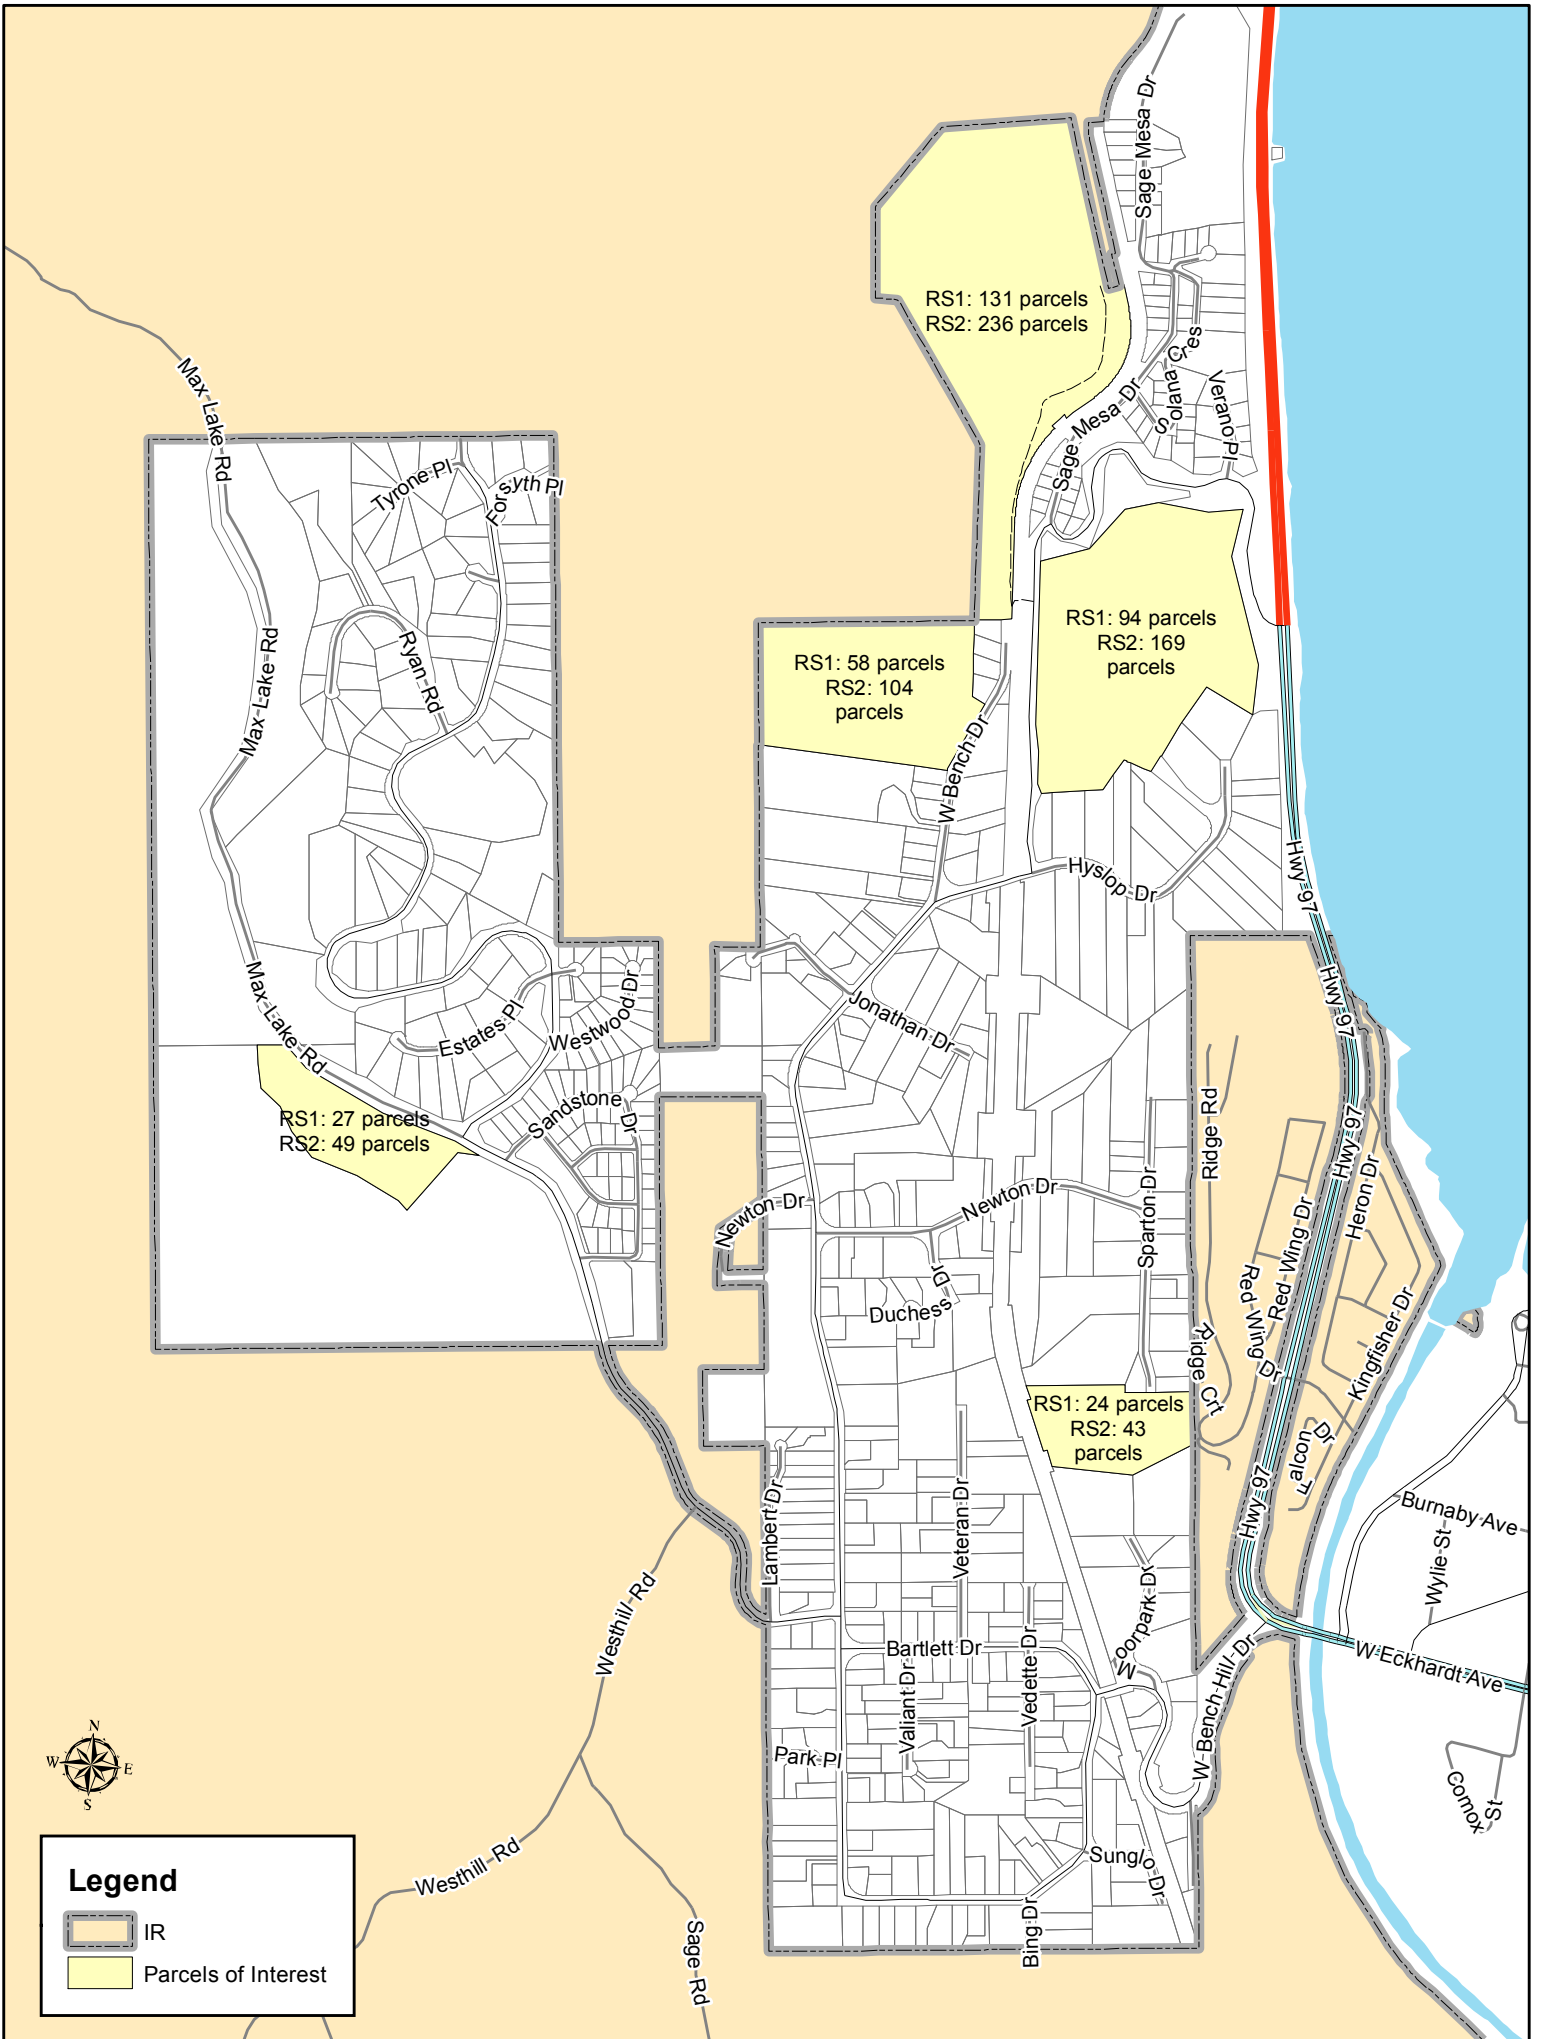 Sage Mesa Dr
RS1: 131 parcels
RS2: 236 parcels
Solana Cres
Verano Pl
Sage Mesa Dr
Sage Mesa Dr
Max Lake Rd
Tyrone Pl
Forsyth Pl
Ryan Rd
Max Lake Rd
RS1: 94 parcels
RS2: 169
parcels
RS1: 58 parcels
RS2: 104
parcels
W Bench Dr
Hyslop Dr
Hwy 97
Max Lake Rd
Estates Pl
Westwood Dr
Jonathan Dr
Hwy 97
RS1: 27 parcels
RS2: 49 parcels
Sandstone Dr
Ridge Rd
Hwy 97
Heron Dr
Newton Dr
Newton Dr
Sparton Dr
Red Wing Dr
Red Wing Dr
Duchess Dr
Kingfisher Dr
Ridge Crt
RS1: 24 parcels
RS2: 43
parcels
Falcon Dr
Hwy 97
Lambert Dr
Veteran Dr
Burnaby Ave
Wylie St
Westhill Rd
Moorpark Dr
Bartlett Dr
Valiant Dr
Vedette Dr
W Bench Hill Dr
W Eckhardt Ave
Park Pl
Comox St
N
W
E
S
Westhill Rd
Sunglo Dr
Bing Dr
Sage Rd
Legend
IR
Parcels of Interest